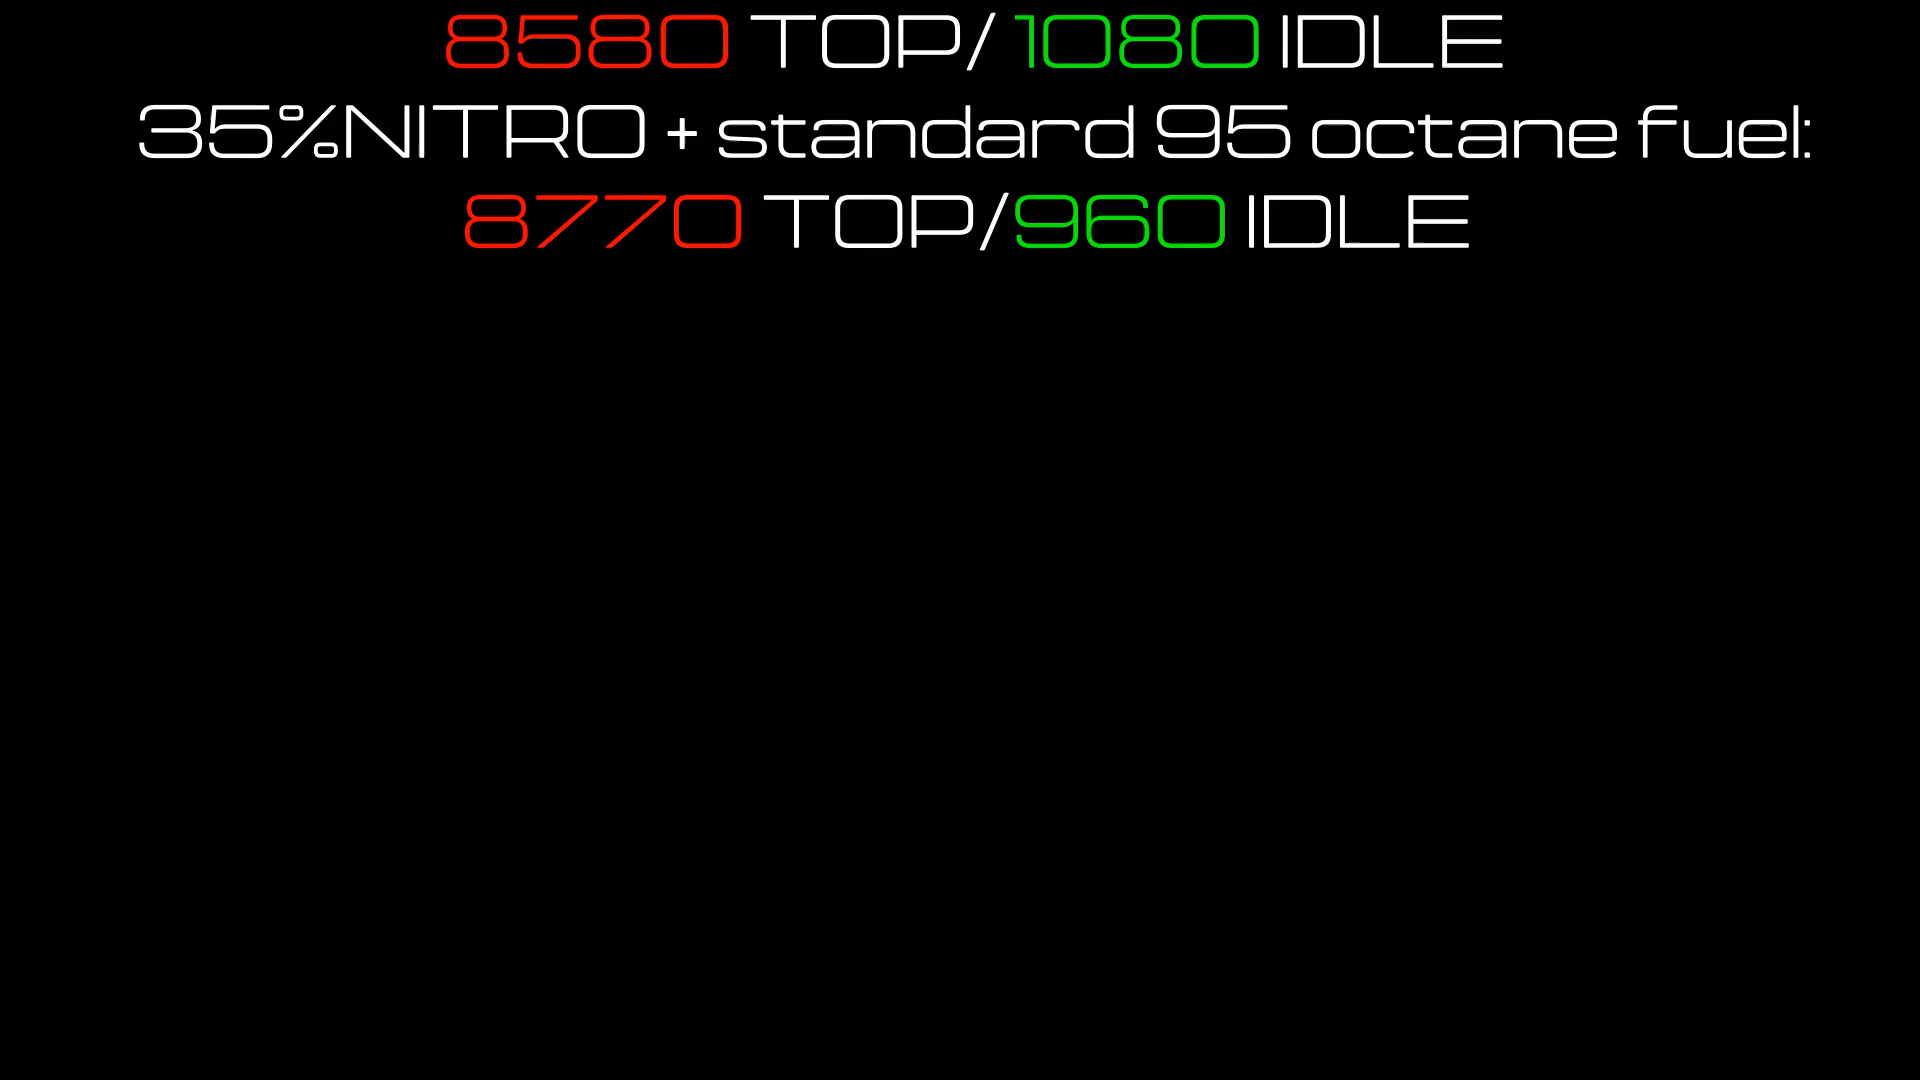 8580 TOP/ 1080 IDLE
35%NITRO + standard 95 octane fuel:
8770 TOP/960 IDLE